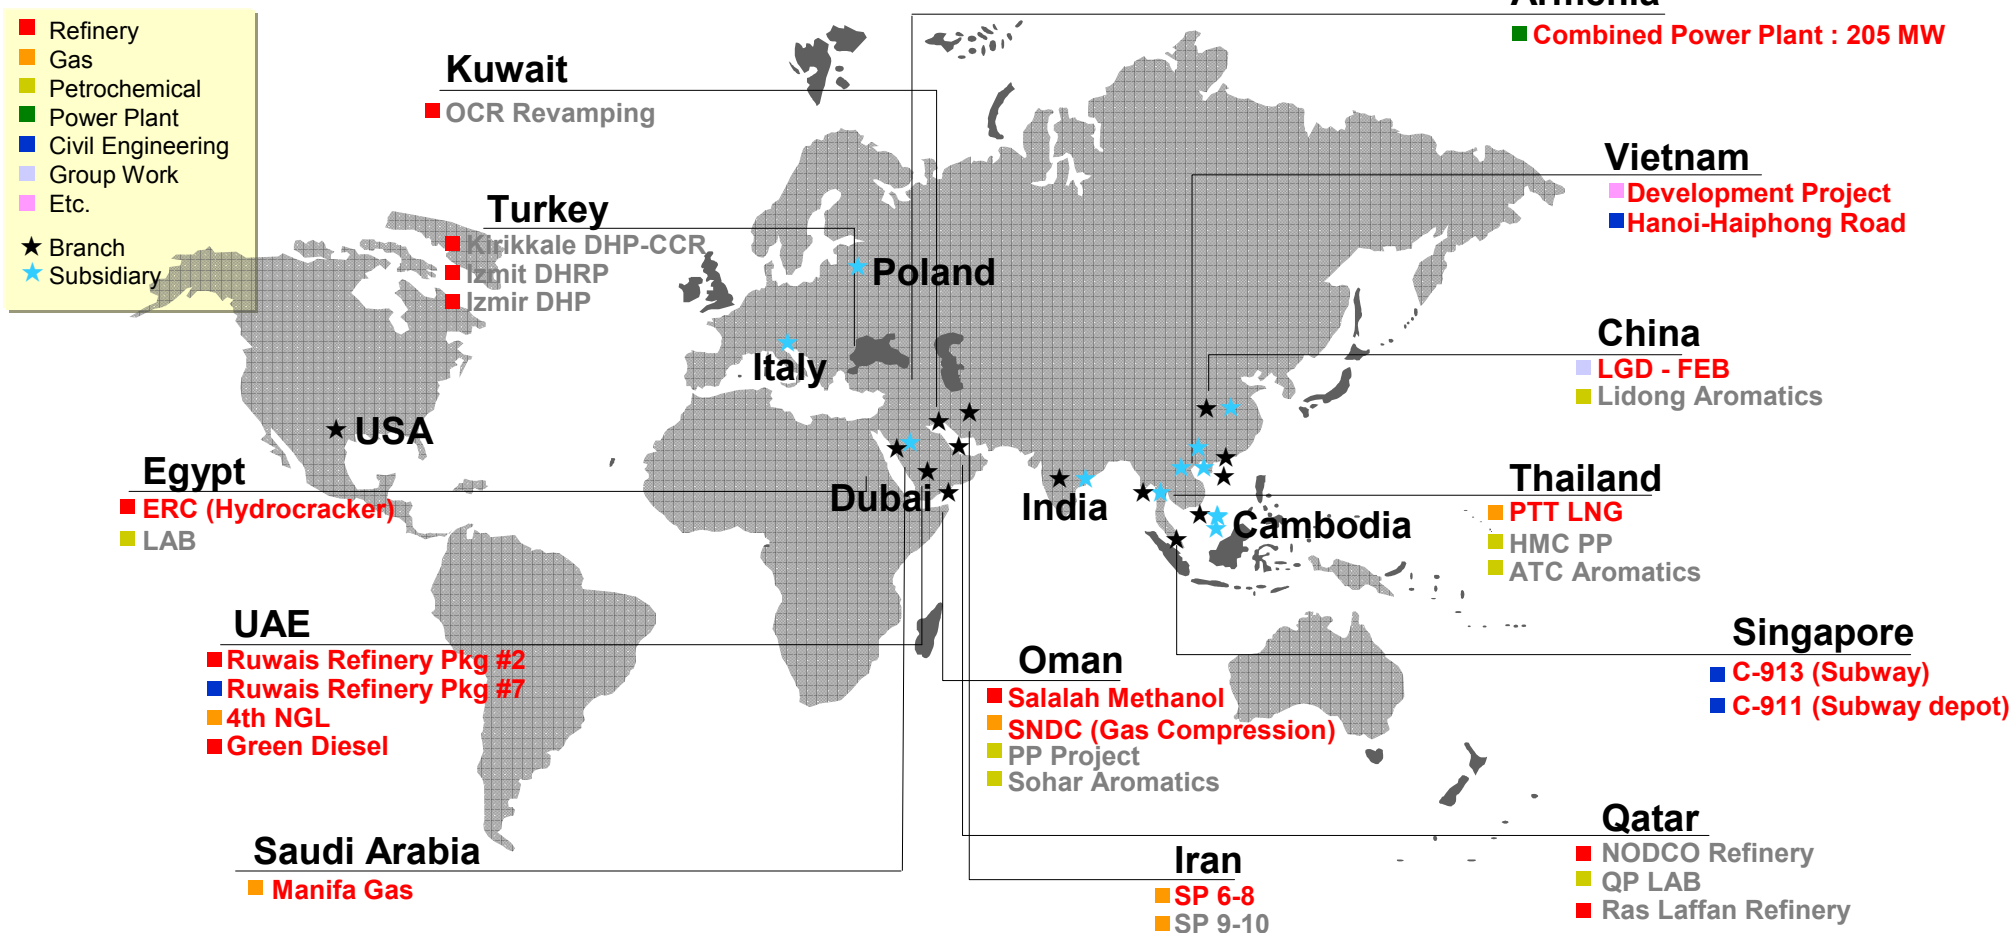 Armenia
Combined Power Plant : 205 MW
Refinery
Gas
Petrochemical
Power Plant
Civil Engineering
Group Work
Etc.
Branch
Subsidiary
Kuwait
OCR Revamping
Turkey
Kirikkale DHP-CCR
Izmit DHRP
Izmir DHP
Poland
Italy
Vietnam
Development Project
Hanoi-Haiphong Road
China
LGD - FEB
Lidong Aromatics
USA
Egypt
ERC (Hydrocracker)
LAB
Dubai
India
Cambodia
Thailand
PTT LNG
HMC PP
ATC Aromatics
UAE
Ruwais Refinery Pkg #2
Ruwais Refinery Pkg #7
4th NGL
Green Diesel
Oman
Salalah Methanol
SNDC (Gas Compression)
PP Project
Sohar Aromatics
Singapore
C-913 (Subway)
C-911 (Subway depot)
Saudi Arabia
Manifa Gas
Iran
SP 6-8
SP 9-10
Qatar
NODCO Refinery
QP LAB
Ras Laffan Refinery